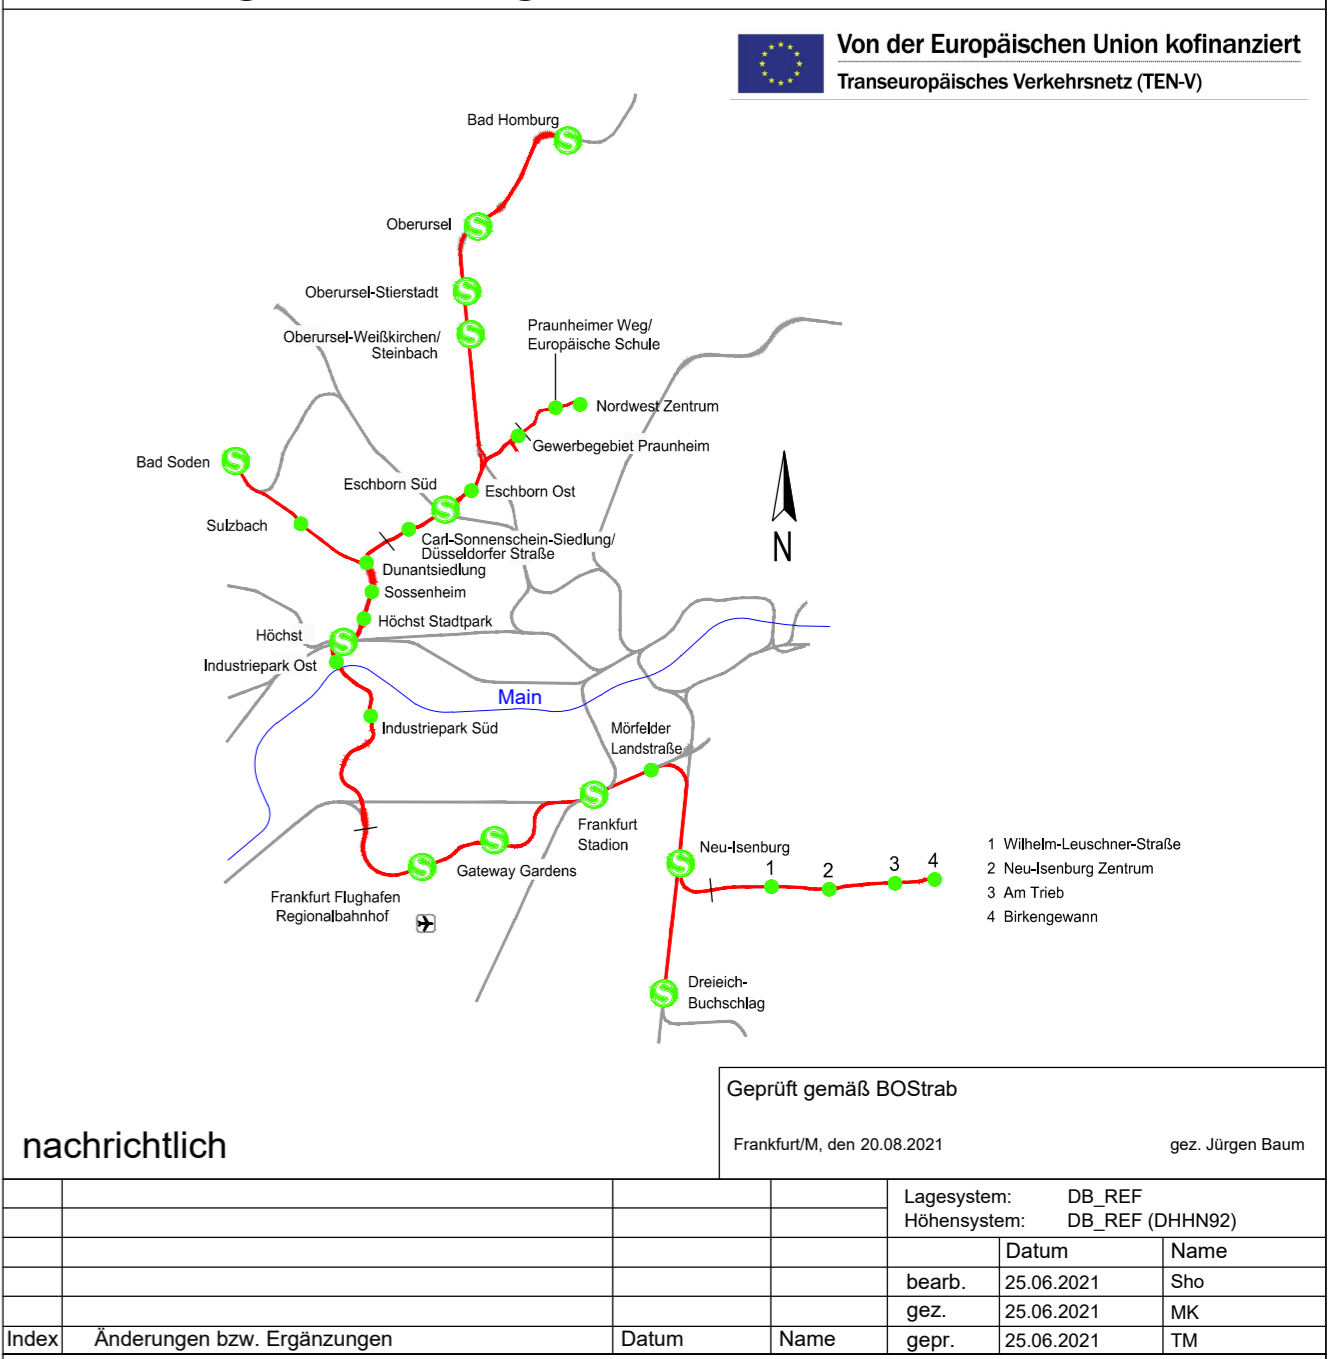 Von der Europäischen Union kofinanziert
Transeuropäisches Verkehrsnetz (TEN-V)
Bad Homburg
Oberursel
Oberursel-Stierstadt
Oberursel-Weißkirchen/
Steinbach
Praunheimer Weg/
Europäische Schule
Nordwest Zentrum
Gewerbegebiet Praunheim
Bad Soden
Eschborn Süd
Eschborn Ost
Sulzbach
Carl-Sonnenschein-Siedlung/
Düsseldorfer Straße
Dunantsiedlung
Sossenheim
Höchst Stadtpark
Höchst
Industriepark Ost
N
Main
Industriepark Süd
Mörfelder
Landstraße
Frankfurt
Stadion
Gateway Gardens
Frankfurt Flughafen
Regionalbahnhof
Neu-Isenburg
1 2 3 4
1 Wilhelm-Leuschner-Straße
2 Neu-Isenburg Zentrum
3 Am Trieb
4 Birkengewann
Dreieich-
Buchschlag
Geprüft gemäß BOStrab
Frankfurt/M, den 20.08.2021 gez. Jürgen Baum
nachrichtlich
Lagesystem: DB_REF
Höhensystem: DB_REF (DHHN92)
Datum Name
bearb. 25.06.2021 Sho
gez. 25.06.2021 MK
Index Änderungen bzw. Ergänzungen Datum Name gepr. 25.06.2021 TM